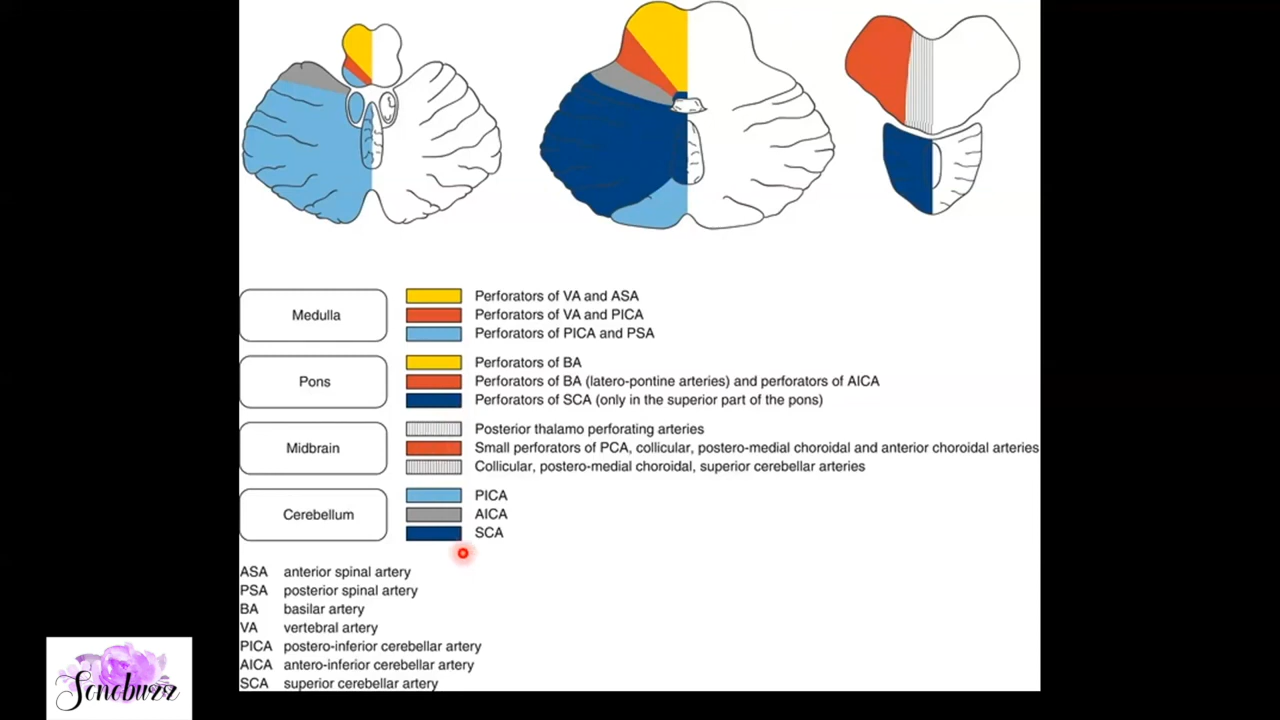 Medulla
Perforators of VA and ASA
Perforators of VA and PICA
Perforators of PICA and PSA
Pons
Perforators of BA
Perforators of BA (latero-pontine arteries) and perforators of AICA
Perforators of SCA (only in the superior part of the pons)
Midbrain
Posterior thalamo perforating arteries
Small perforators of PCA, collicular, postero-medial choroidal and anterior choroidal arteries
Collicular, postero-medial choroidal, superior cerebellar arteries
Cerebellum
PICA
AICA
SCA
ASA anterior spinal artery
PSA posterior spinal artery
BA basilar artery
VA vertebral artery
PICA postero-inferior cerebellar artery
AICA antero-inferior cerebellar artery
SCA superior cerebellar artery
Sonobuzz